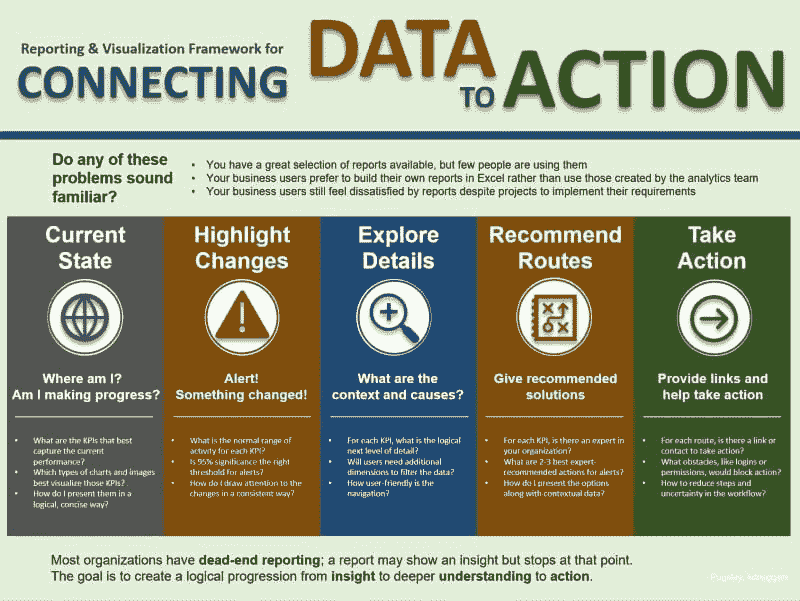 Reporting & Visualization Framework for
CONNECTING
DATA
TO ACTION
Do any of these
problems sound
familiar?
• You have a great selection of reports available, but few people are using them
• Your business users prefer to build their own reports in Excel rather than use those created by the analytics team
• Your business users still feel dissatisfied by reports despite projects to implement their requirements
Current
State
Where am I?
Am I making progress?
• What are the KPIs that best
capture the current
performance?
• Which types of charts and images
best visualize those KPIs?
• How do I present them in a
logical, concise way?
Highlight
Changes
Alert!
Something changed!
• What is the normal range of
activity for each KPI?
• Is 95% significance the right
threshold for alerts?
• How do I draw attention to the
changes in a consistent way?
Explore
Details
What are the
context and causes?
• For each KPI, what is the logical
next level of detail?
• Will users need additional
dimensions to filter the data?
• How user-friendly is the
navigation?
Recommend
Routes
Give recommended
solutions
• For each KPI, is there an expert in
your organization?
• What are 2-3 best expert-
recommended actions for alerts?
• How do I present the options
along with contextual data?
Take
Action
Provide links and
help take action
• For each route, is there a link or
contact to take action?
• What obstacles, like logins or
permissions, would block action?
• How to reduce steps and
uncertainty in the workflow?
Most organizations have dead-end reporting; a report may show an insight but stops at that point.
The goal is to create a logical progression from insight to deeper understanding to action.